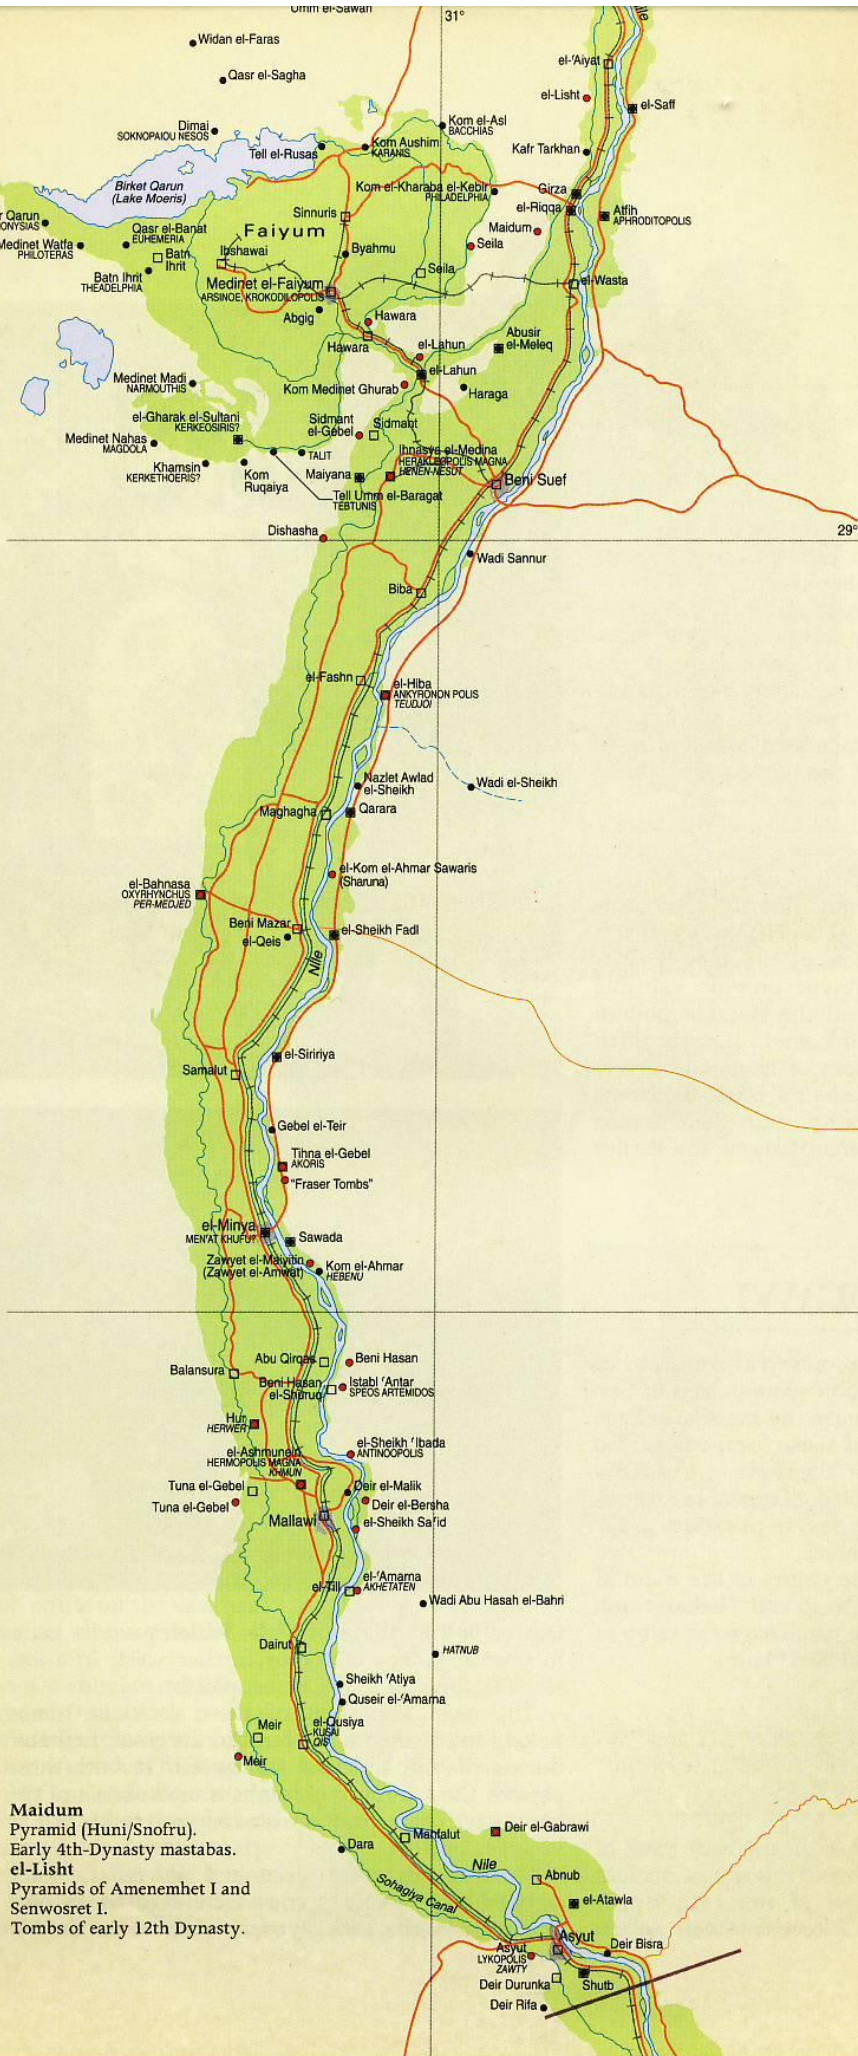 Umm el-Sawan
31°
Nile
Widan el-Faras
el-'Aiyat
Qasr el-Sagha
el-Lisht
el-Saff
Dimai
SOKNOPAIOU NESOS
Kom el-Asl
BACCHIAS
Tell el-Rusas
Kom Aushim
KARANIS
Kafr Tarkhan
Birket Qarun
(Lake Moeris)
Kom el-Kharaba el-Kebir
PHILADELPHIA
Girza
el-Riqqa
Atfih
APHRODITOPOLIS
r Qarun
ONYSIAS
Sinnuris
Maidum
Qasr el-Banat
EUHEMERIA
Faiyum
Medinet Watfa
PHILOTERAS
Batn
Ihrit
Ibshawai
Byahmu
Seila
Batn Ihrit
THEADELPHIA
Seila
Medinet el-Faiyum
ARSINOE, KROKODILOPOLIS
el-Wasta
Abgig
Hawara
Hawara
Abusir
el-Meleq
el-Lahun
el-Lahun
Medinet Madi
NARMOUTHIS
Kom Medinet Ghurab
Haraga
el-Gharak el-Sultani
KERKEOSIRIS?
Sidmant
el-Gebel
Sidmant
Medinet Nahas
MAGDOLA
TALIT
Ihnasya el-Medina
HERAKLEOPOLIS MAGNA
HENEN-NESUT
Khamsin
KERKETHOERIS?
Kom
Ruqaiya
Maiyana
Beni Suef
Tell Umm el-Baragat
TEBTUNIS
Dishasha
29°
Wadi Sannur
Biba
el-Fashn
el-Hiba
ANKYRONON POLIS
TEUDJOI
Nazlet Awlad
el-Sheikh
Wadi el-Sheikh
Maghagha
Qarara
el-Kom el-Ahmar Sawaris
(Sharuna)
el-Bahnasa
OXYRHYNCHUS
PER-MEDJED
Beni Mazar
el-Sheikh Fadl
el-Qeis
Nile
el-Siririya
Samalut
Gebel el-Teir
Tihna el-Gebel
AKORIS
"Fraser Tombs"
el-Minya
MEN'AT KHUFU?
Sawada
Zawyet el-Maiyitin
(Zawyet el-Amwat)
Kom el-Ahmar
HEBENU
Abu Qirqas
Beni Hasan
Balansura
Beni Hasan
el-Shuruq
Istabl 'Antar
SPEOS ARTEMIDOS
Hur
HERWER
el-Sheikh 'Ibada
ANTINOOPOLIS
el-Ashmunein
HERMOPOLIS MAGNA
KHMUN
Tuna el-Gebel
Deir el-Malik
Tuna el-Gebel
Deir el-Bersha
Mallawi
el-Sheikh Sa'id
el-Till
el-'Amarna
AKHETATEN
Wadi Abu Hasah el-Bahri
Dairut
HATNUB
Sheikh 'Atiya
Quseir el-'Amarna
Meir
el-Qusiya
KUSAI
QIS
Meir
Maidum
Pyramid (Huni/Snofru).
Early 4th-Dynasty mastabas.
el-Lisht
Pyramids of Amenemhet I and
Senwosret I.
Tombs of early 12th Dynasty.
Deir el-Gabrawi
Manfalut
Dara
Nile
Abnub
Sohagiya Canal
el-Atawla
Asyut
Deir Bisra
Asyut
LYKOPOLIS
ZAWTY
Deir Durunka
Shutb
Deir Rifa